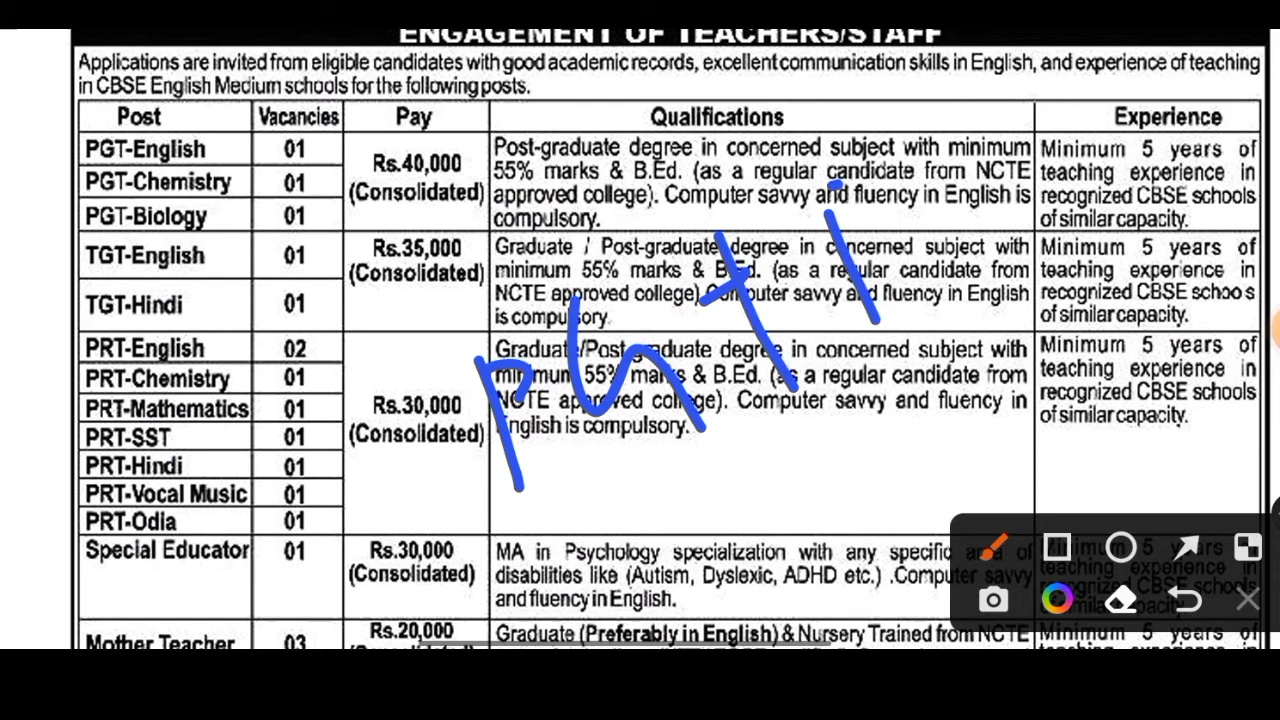 ENGAGEMENT OF TEACHERS/STAFF
Applications are invited from eligible candidates with good academic records, excellent communication skills in English, and experience of teaching
in CBSE English Medium schools for the following posts.
Post Vacancies Pay Qualifications Experience
PGT-English 01
PGT-Chemistry 01
PGT-Biology 01
Rs.40,000
(Consolidated)
Post-graduate degree in concerned subject with minimum
55% marks & B.Ed. (as a regular candidate from NCTE
approved college). Computer savvy and fluency in English is
compulsory.
Minimum 5 years of
teaching experience in
recognized CBSE schools
of similar capacity.
TGT-English 01
TGT-Hindi 01
Rs.35,000
(Consolidated)
Graduate / Post-graduate degree in concerned subject with
minimum 55% marks & B.Ed. (as a regular candidate from
NCTE approved college) Computer savvy and fluency in English
is compulsory.
Minimum 5 years of
teaching experience in
recognized CBSE schools
of similar capacity.
PRT-English 02
PRT-Chemistry 01
PRT-Mathematics 01
PRT-SST 01
PRT-Hindi 01
PRT-Vocal Music 01
PRT-Odia 01
Rs.30,000
(Consolidated)
Graduate/Post-graduate degree in concerned subject with
minimum 55% marks & B.Ed. (as a regular candidate from
NCTE approved college). Computer savvy and fluency in
English is compulsory.
Minimum 5 years of
teaching experience in
recognized CBSE schools
of similar capacity.
Special Educator 01
Rs.30,000
(Consolidated)
MA in Psychology specialization with any specific area of
disabilities like (Autism, Dyslexic, ADHD etc.) .Computer savvy
and fluency in English.
Minimum 5 years
teaching experience in
recognized CBSE schools
similar capacity.
Mother Teacher 03
Rs.20,000
Graduate (Preferably in English) & Nursery Trained from NCTE
Minimum 5 years of